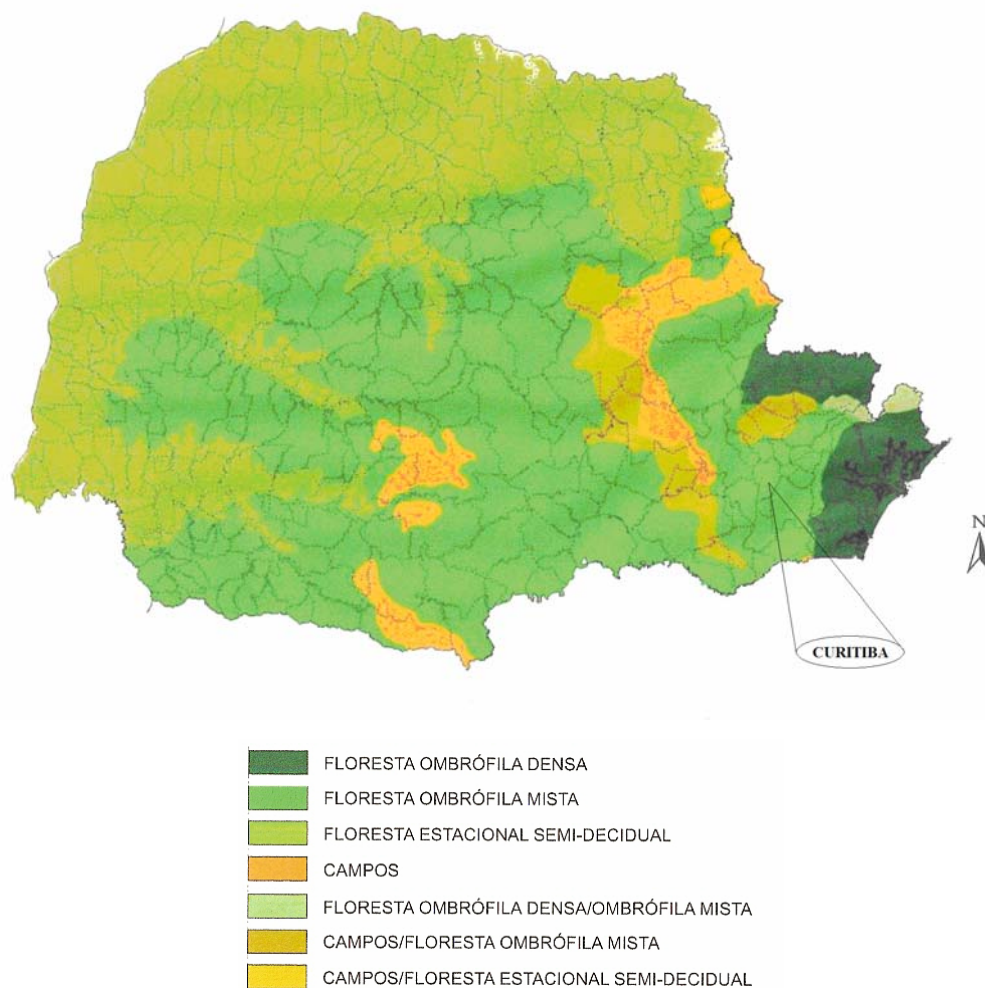 N
CURITIBA
FLORESTA OMBRÓFILA DENSA
FLORESTA OMBRÓFILA MISTA
FLORESTA ESTACIONAL SEMI-DECIDUAL
CAMPOS
FLORESTA OMBRÓFILA DENSA/OMBRÓFILA MISTA
CAMPOS/FLORESTA OMBRÓFILA MISTA
CAMPOS/FLORESTA ESTACIONAL SEMI-DECIDUAL